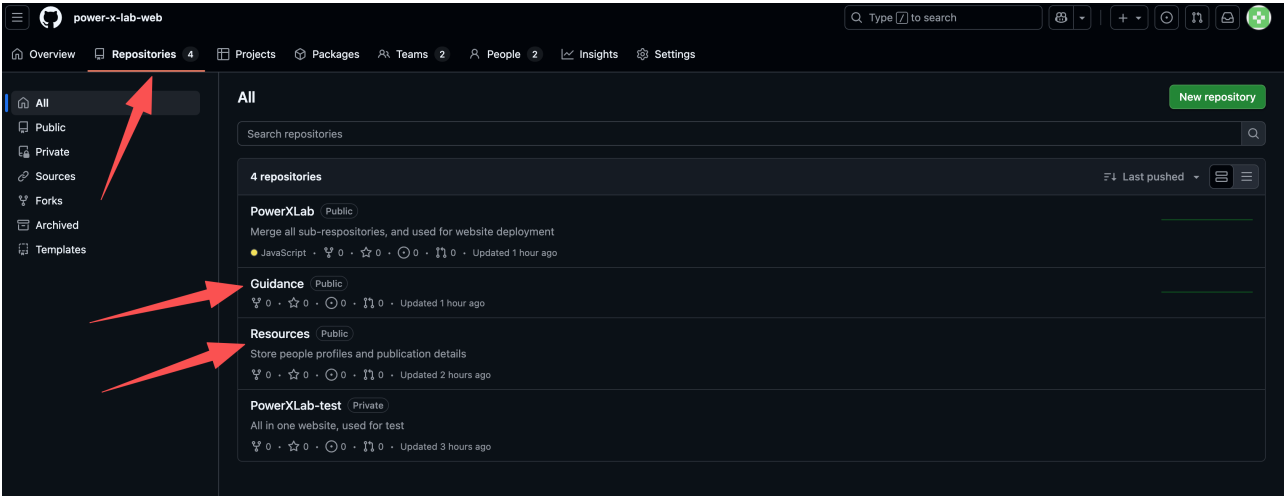 power-x-lab-web
Type / to search
Overview
Repositories 4
Projects
Packages
Teams 2
People 2
Insights
Settings
All
Public
Private
Sources
Forks
Archived
Templates
All
New repository
Search repositories
4 repositories
Last pushed
PowerXLab Public
Merge all sub-respositories, and used for website deployment
JavaScript · 0 · 0 · 0 · 0 · Updated 1 hour ago
Guidance Public
0 · 0 · 0 · 0 · Updated 1 hour ago
Resources Public
Store people profiles and publication details
0 · 0 · 0 · 0 · Updated 2 hours ago
PowerXLab-test Private
All in one website, used for test
0 · 0 · 0 · 0 · Updated 3 hours ago